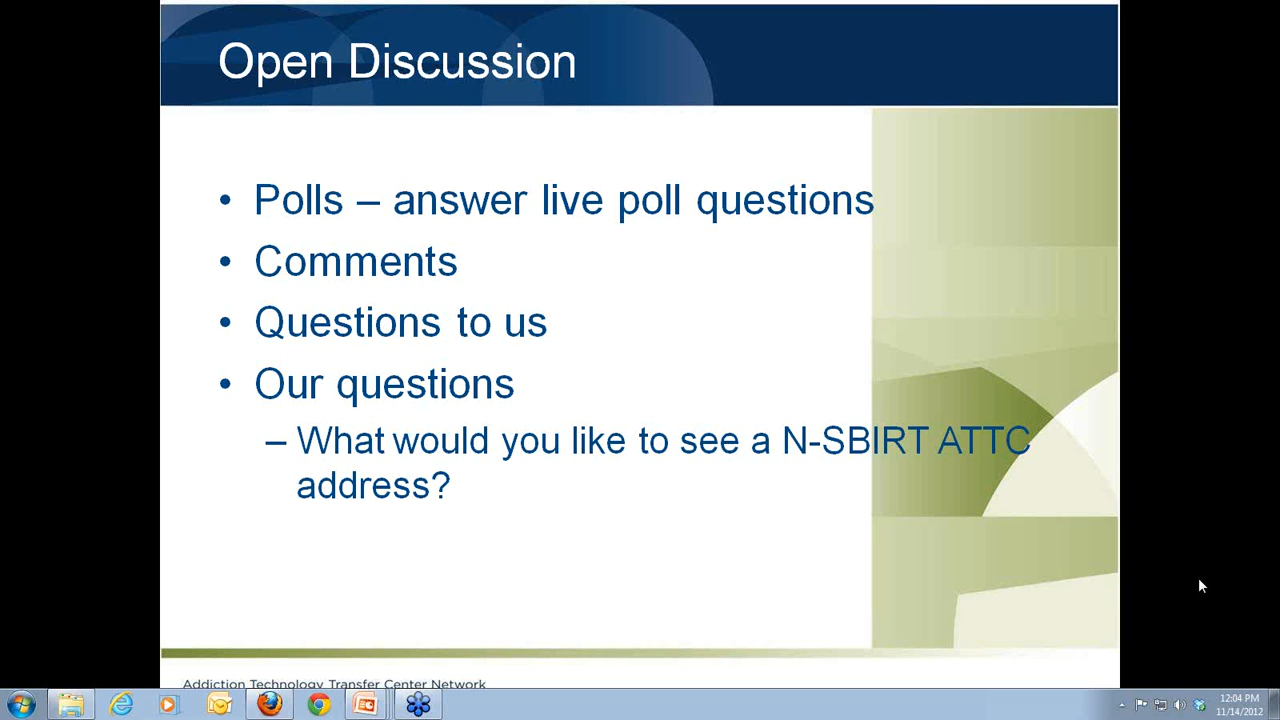 Open Discussion
• Polls – answer live poll questions
• Comments
• Questions to us
• Our questions
– What would you like to see a N-SBIRT ATTC
address?
Addiction Technology Transfer Center Network
12:04 PM
11/14/2012